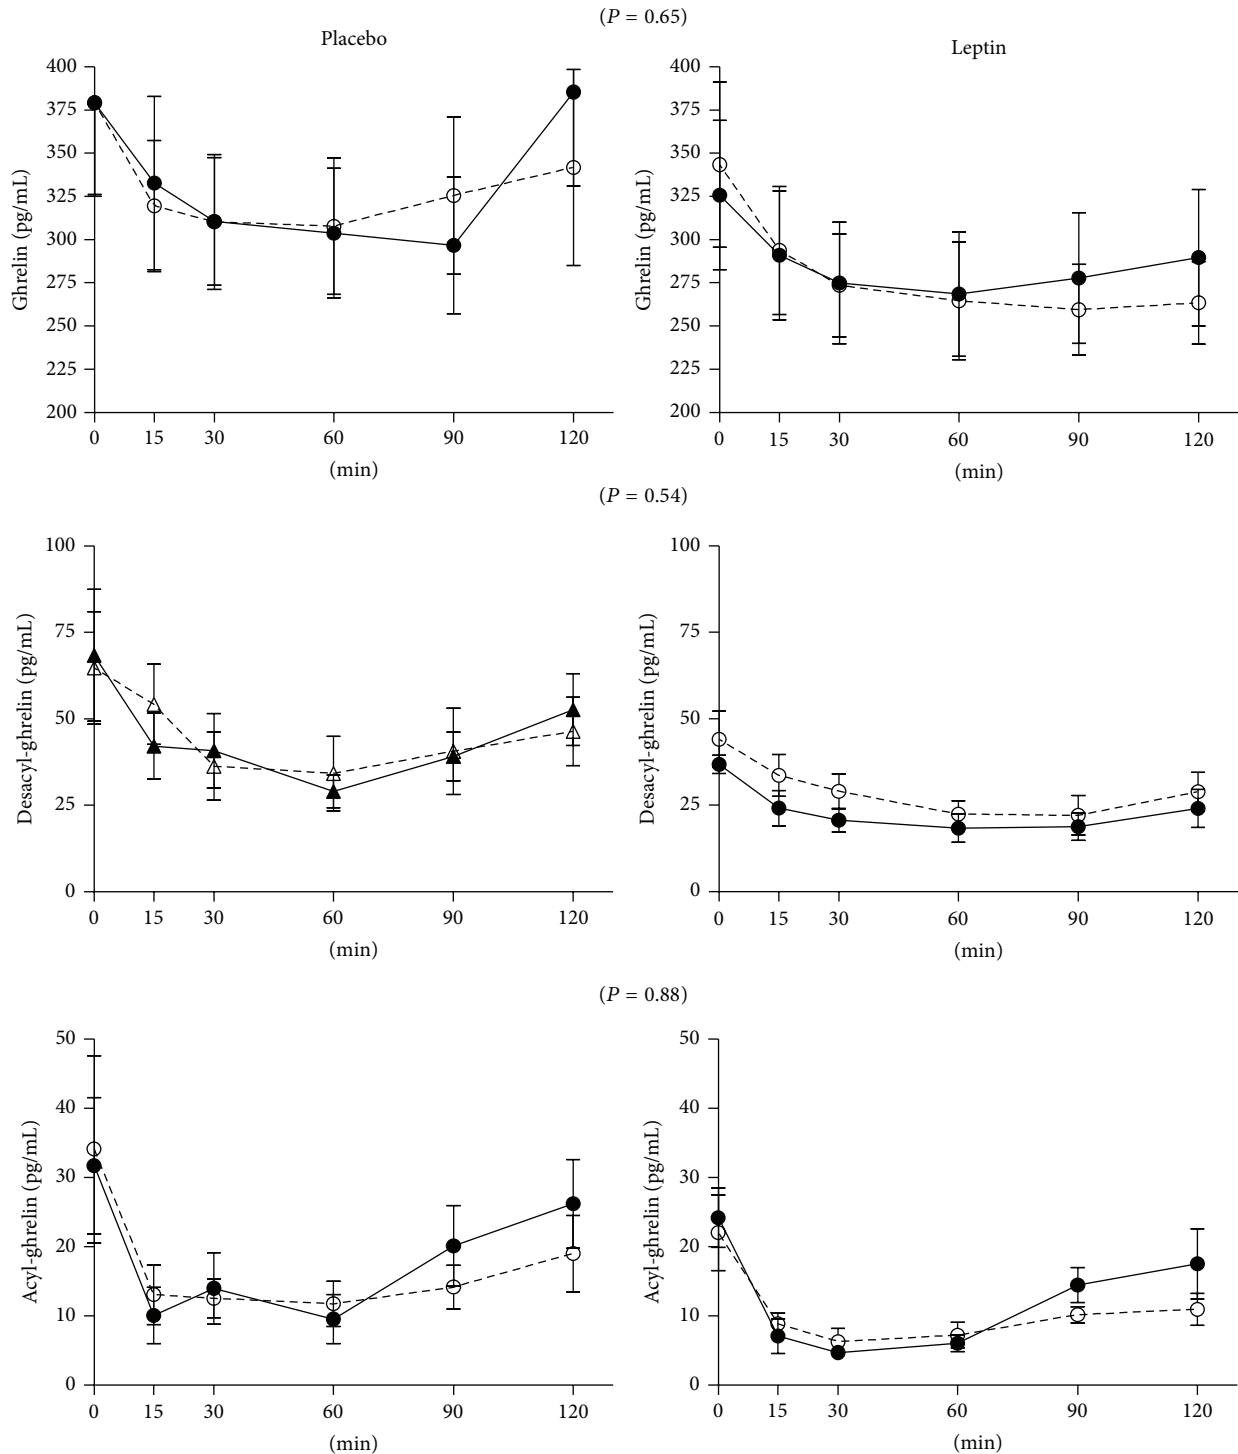 (P = 0.65)
Placebo
Leptin
Ghrelin (pg/mL)
400
375
350
325
300
275
250
225
200
0 15 30 60 90 120
(min)
Ghrelin (pg/mL)
400
375
350
325
300
275
250
225
200
0 15 30 60 90 120
(min)
(P = 0.54)
Desacyl-ghrelin (pg/mL)
100
75
50
25
0
0 15 30 60 90 120
(min)
Desacyl-ghrelin (pg/mL)
100
75
50
25
0
0 15 30 60 90 120
(min)
(P = 0.88)
Acyl-ghrelin (pg/mL)
50
40
30
20
10
0
0 15 30 60 90 120
(min)
Acyl-ghrelin (pg/mL)
50
40
30
20
10
0
0 15 30 60 90 120
(min)